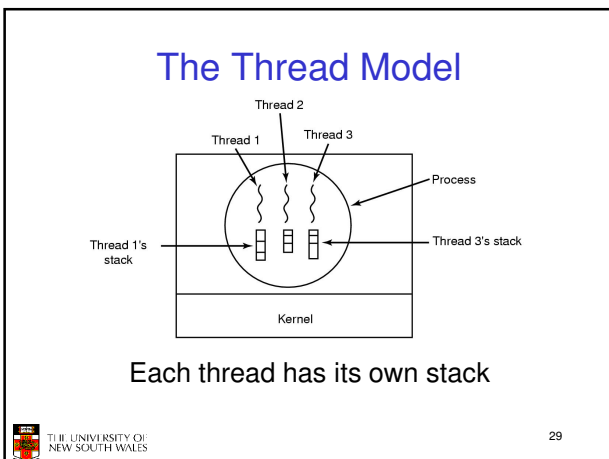 The Thread Model
Thread 2
Thread 1
Thread 3
Process
Thread 1's
stack
Thread 3's stack
Kernel
Each thread has its own stack
THE UNIVERSITY OF
NEW SOUTH WALES
29